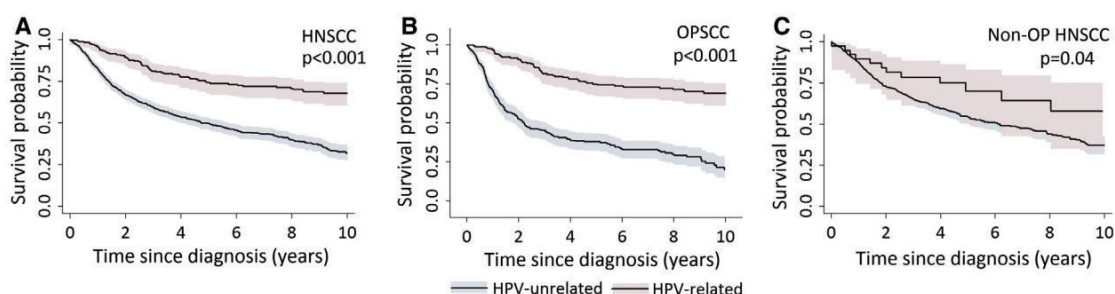 A
HNSCC
p<0.001
Survival probability
1.0
0.75
0.5
0.25
0.0
0 2 4 6 8 10
Time since diagnosis (years)
B
OPSCC
p<0.001
Survival probability
1.0
0.75
0.5
0.25
0.0
0 2 4 6 8 10
Time since diagnosis (years)
C
Non-OP HNSCC
p=0.04
Survival probability
1.0
0.75
0.5
0.25
0.0
0 2 4 6 8 10
Time since diagnosis (years)
HPV-unrelated HPV-related